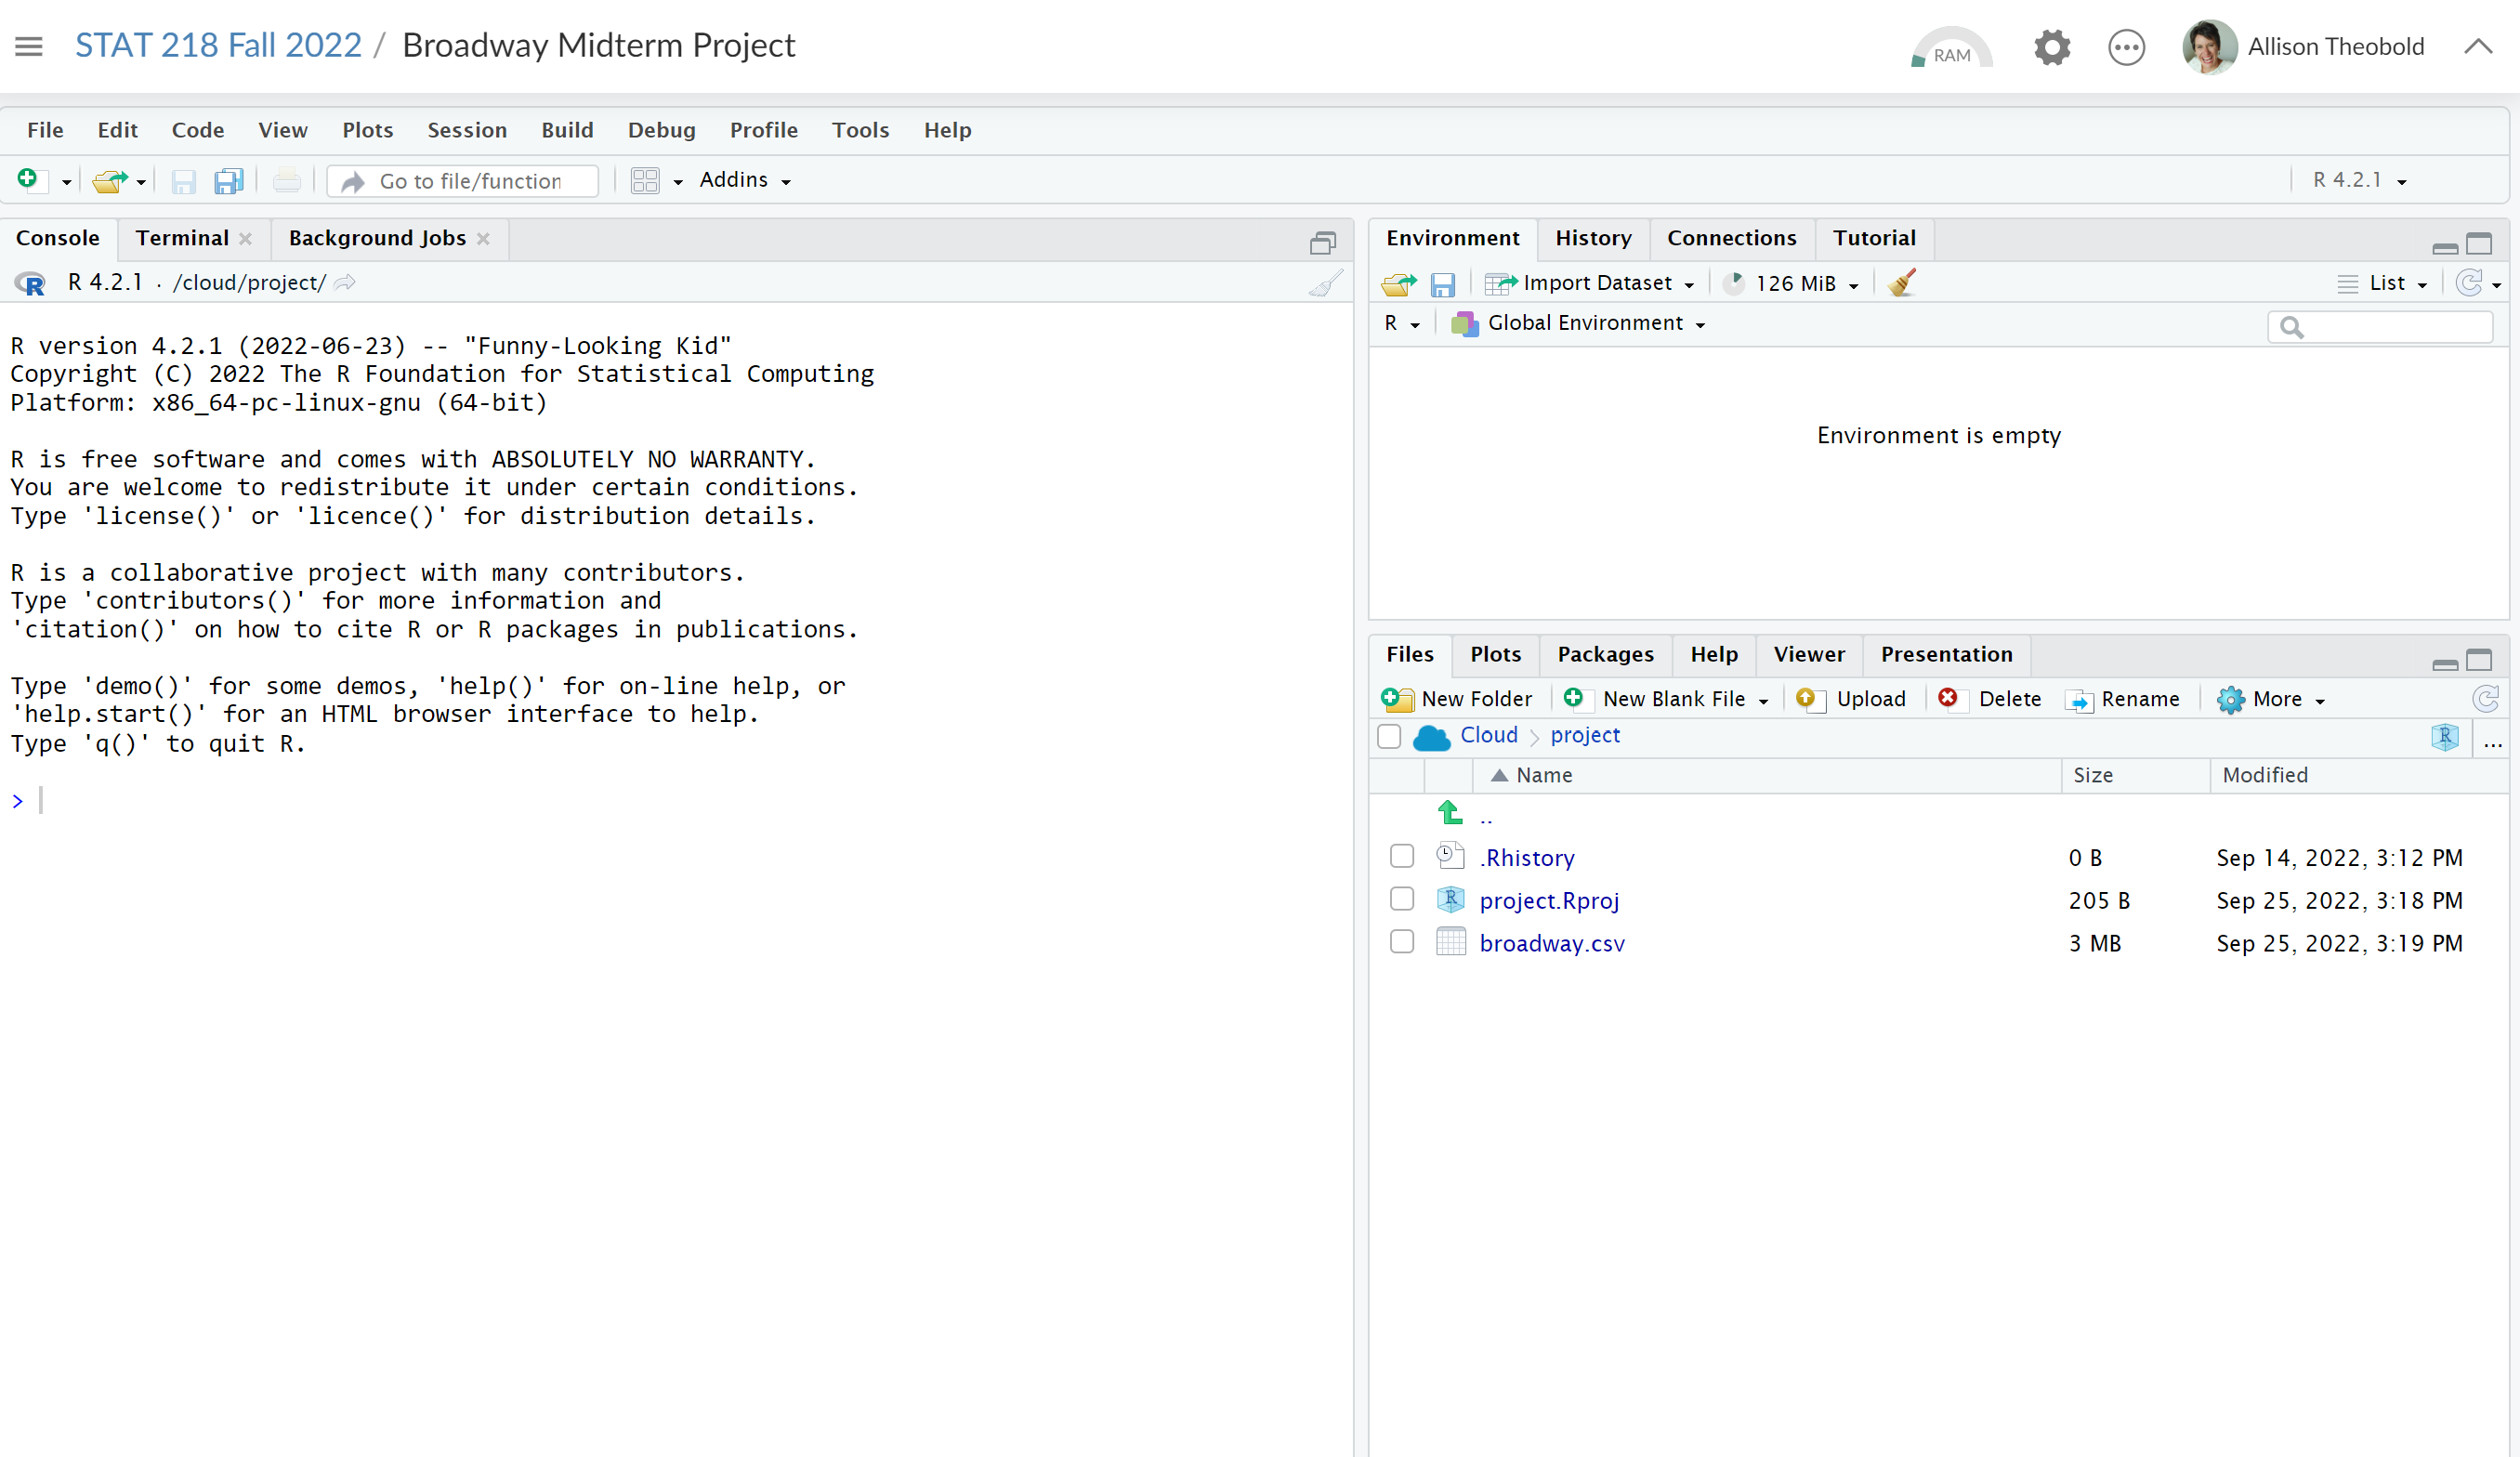 STAT 218 Fall 2022 / Broadway Midterm Project
RAM
Allison Theobold
File Edit Code View Plots Session Build Debug Profile Tools Help
Go to file/function
Addins
R 4.2.1
Console Terminal Background Jobs
R 4.2.1 · /cloud/project/
R version 4.2.1 (2022-06-23) -- "Funny-Looking Kid"
Copyright (C) 2022 The R Foundation for Statistical Computing
Platform: x86_64-pc-linux-gnu (64-bit)
R is free software and comes with ABSOLUTELY NO WARRANTY.
You are welcome to redistribute it under certain conditions.
Type 'license()' or 'licence()' for distribution details.
R is a collaborative project with many contributors.
Type 'contributors()' for more information and
'citation()' on how to cite R or R packages in publications.
Type 'demo()' for some demos, 'help()' for on-line help, or
'help.start()' for an HTML browser interface to help.
Type 'q()' to quit R.
>
Environment History Connections Tutorial
Import Dataset 126 MiB List
R Global Environment
Environment is empty
Files Plots Packages Help Viewer Presentation
New Folder New Blank File Upload Delete Rename More
Cloud project R ...
Name Size Modified
..
.Rhistory 0 B Sep 14, 2022, 3:12 PM
project.Rproj 205 B Sep 25, 2022, 3:18 PM
broadway.csv 3 MB Sep 25, 2022, 3:19 PM